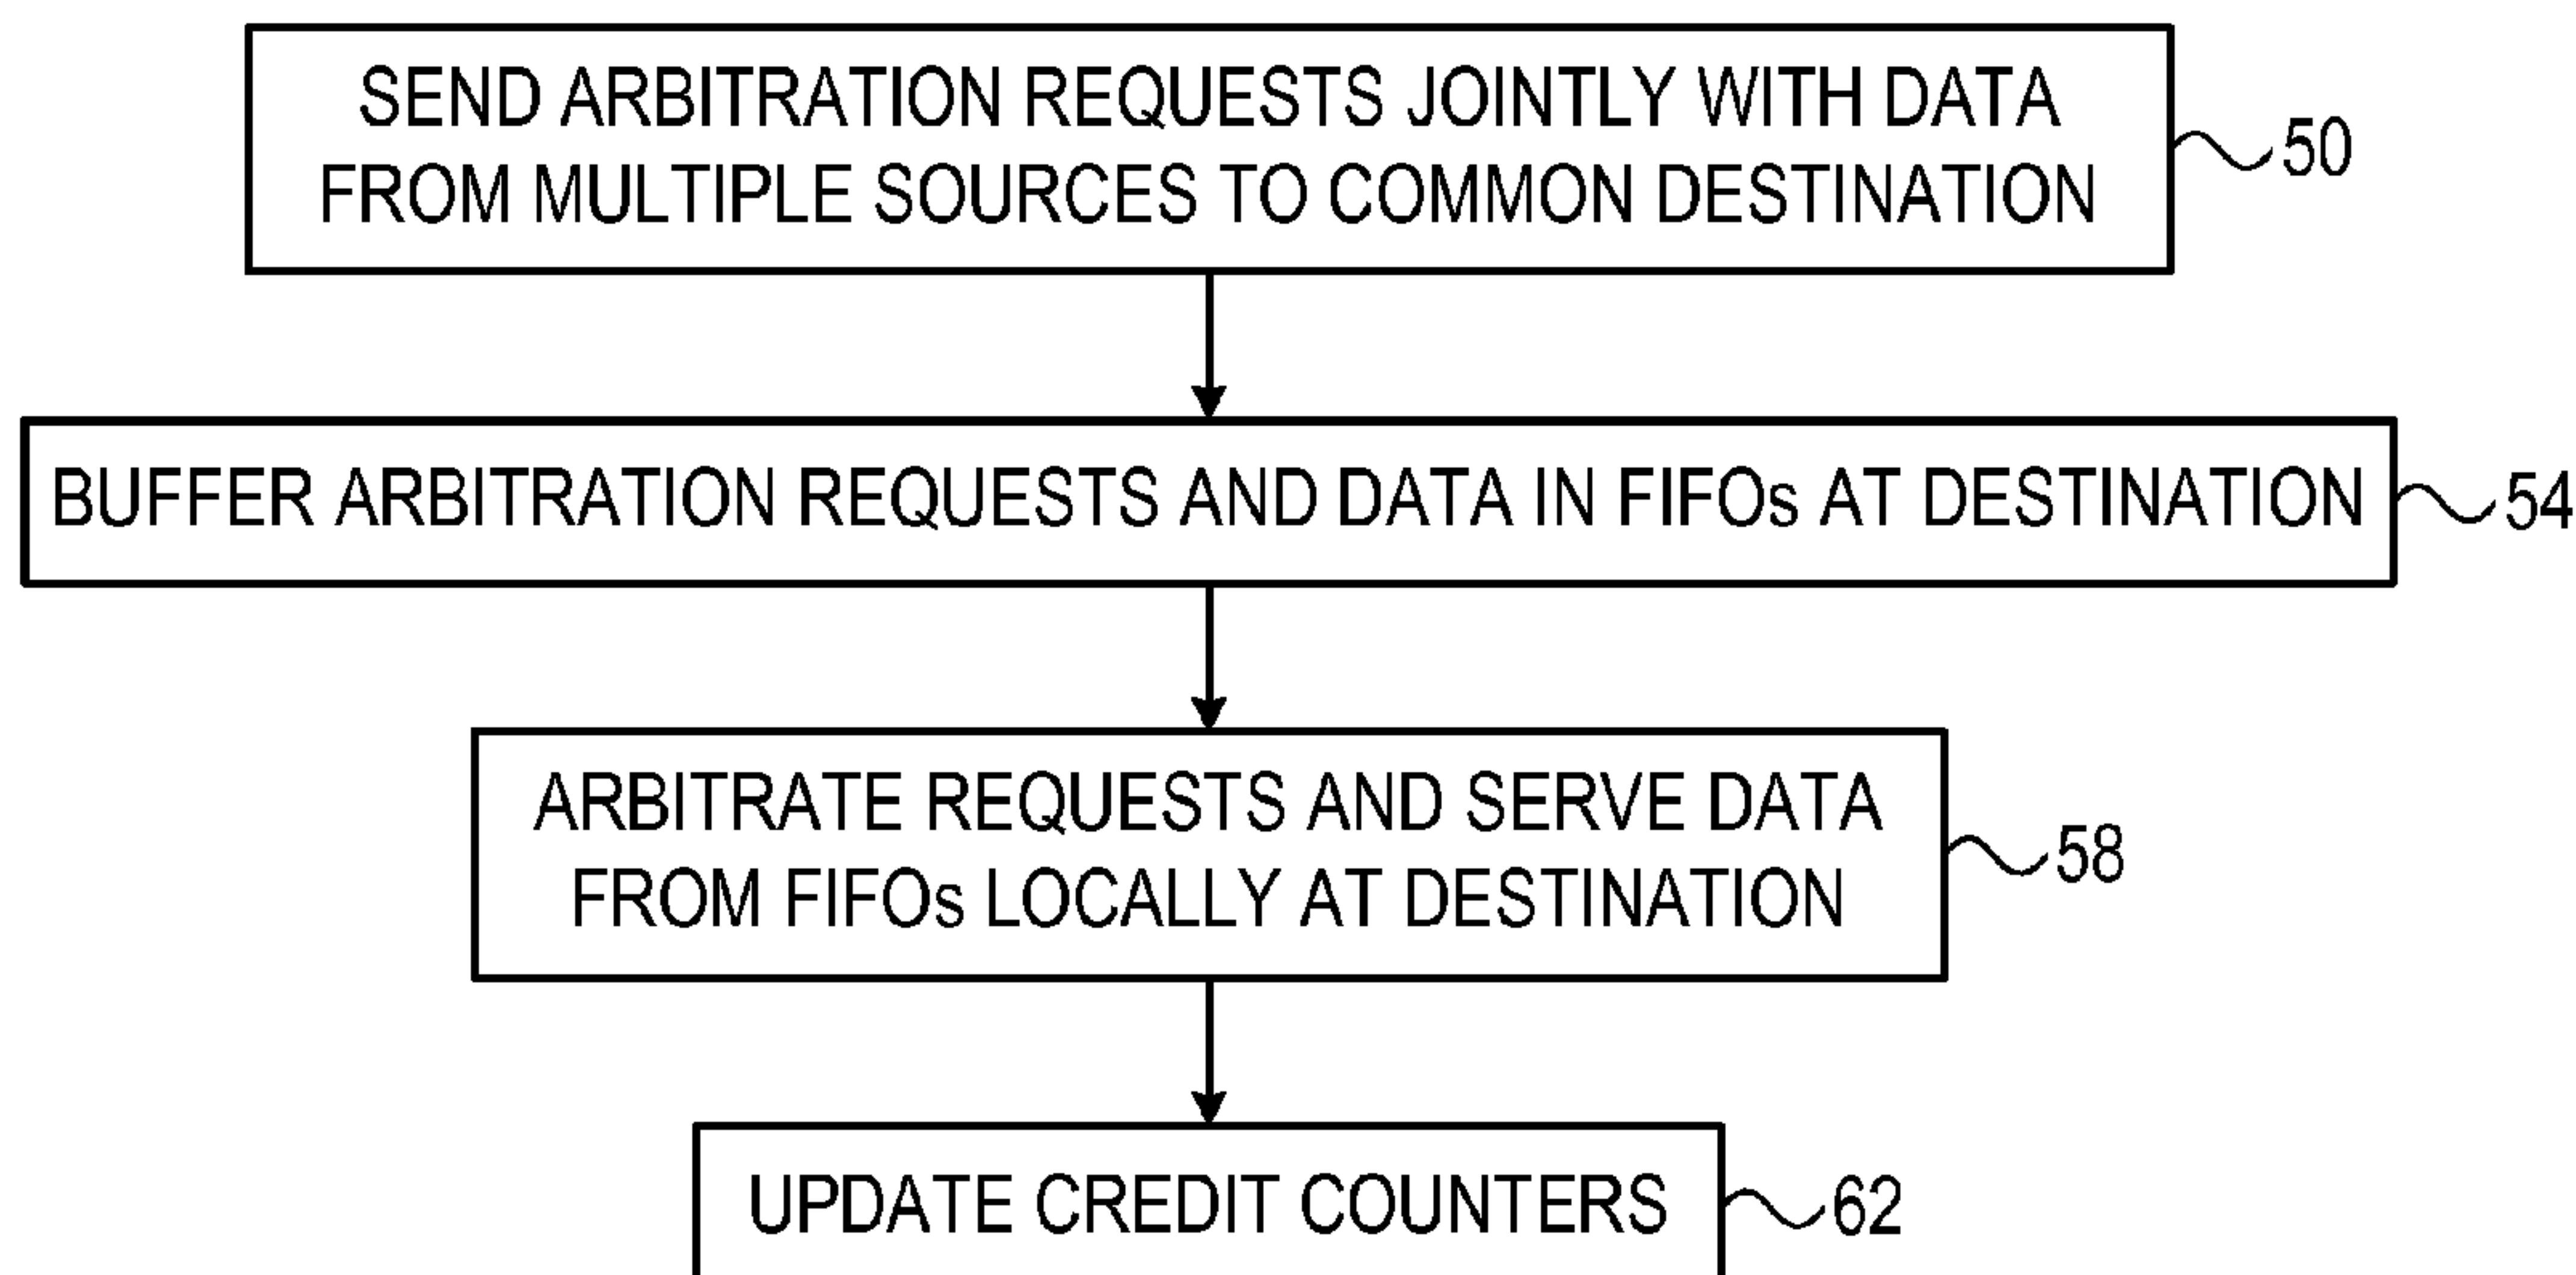 SEND ARBITRATION REQUESTS JOINTLY WITH DATA
FROM MULTIPLE SOURCES TO COMMON DESTINATION
50
BUFFER ARBITRATION REQUESTS AND DATA IN FIFOs AT DESTINATION
54
ARBITRATE REQUESTS AND SERVE DATA
FROM FIFOs LOCALLY AT DESTINATION
58
UPDATE CREDIT COUNTERS
62